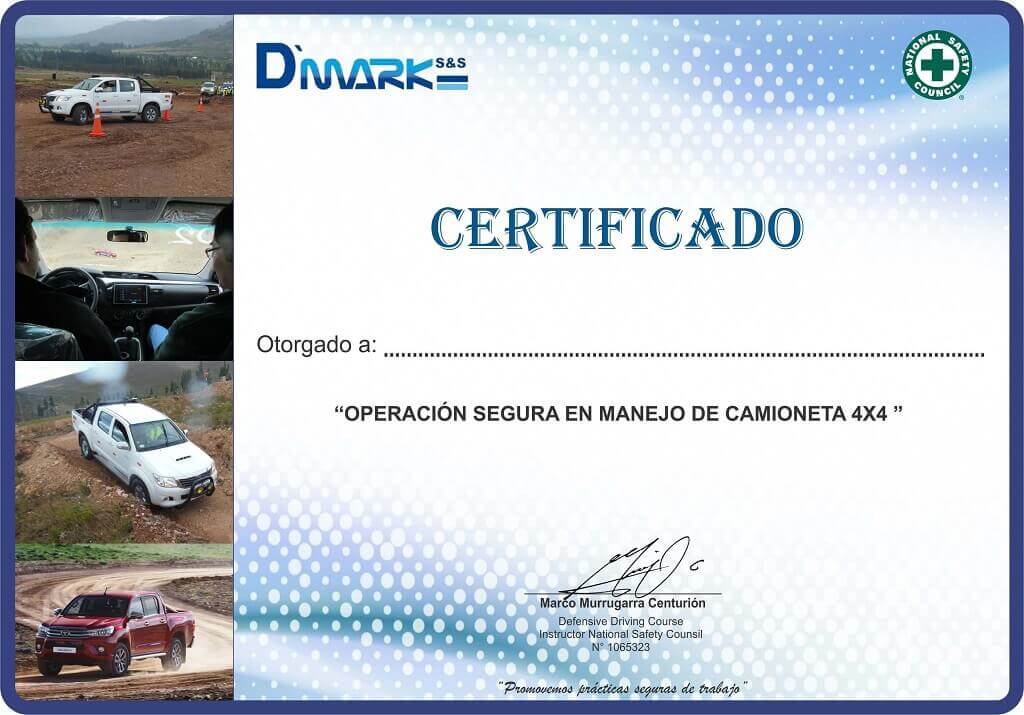 D'MARK S&S
NATIONAL SAFETY COUNCIL
CERTIFICADO
Otorgado a: ................................................................................................
“OPERACIÓN SEGURA EN MANEJO DE CAMIONETA 4X4 ”
Marco Murrugarra Centurión
Defensive Driving Course
Instructor National Safety Counsil
N° 1065323
“Promovemos prácticas seguras de trabajo”